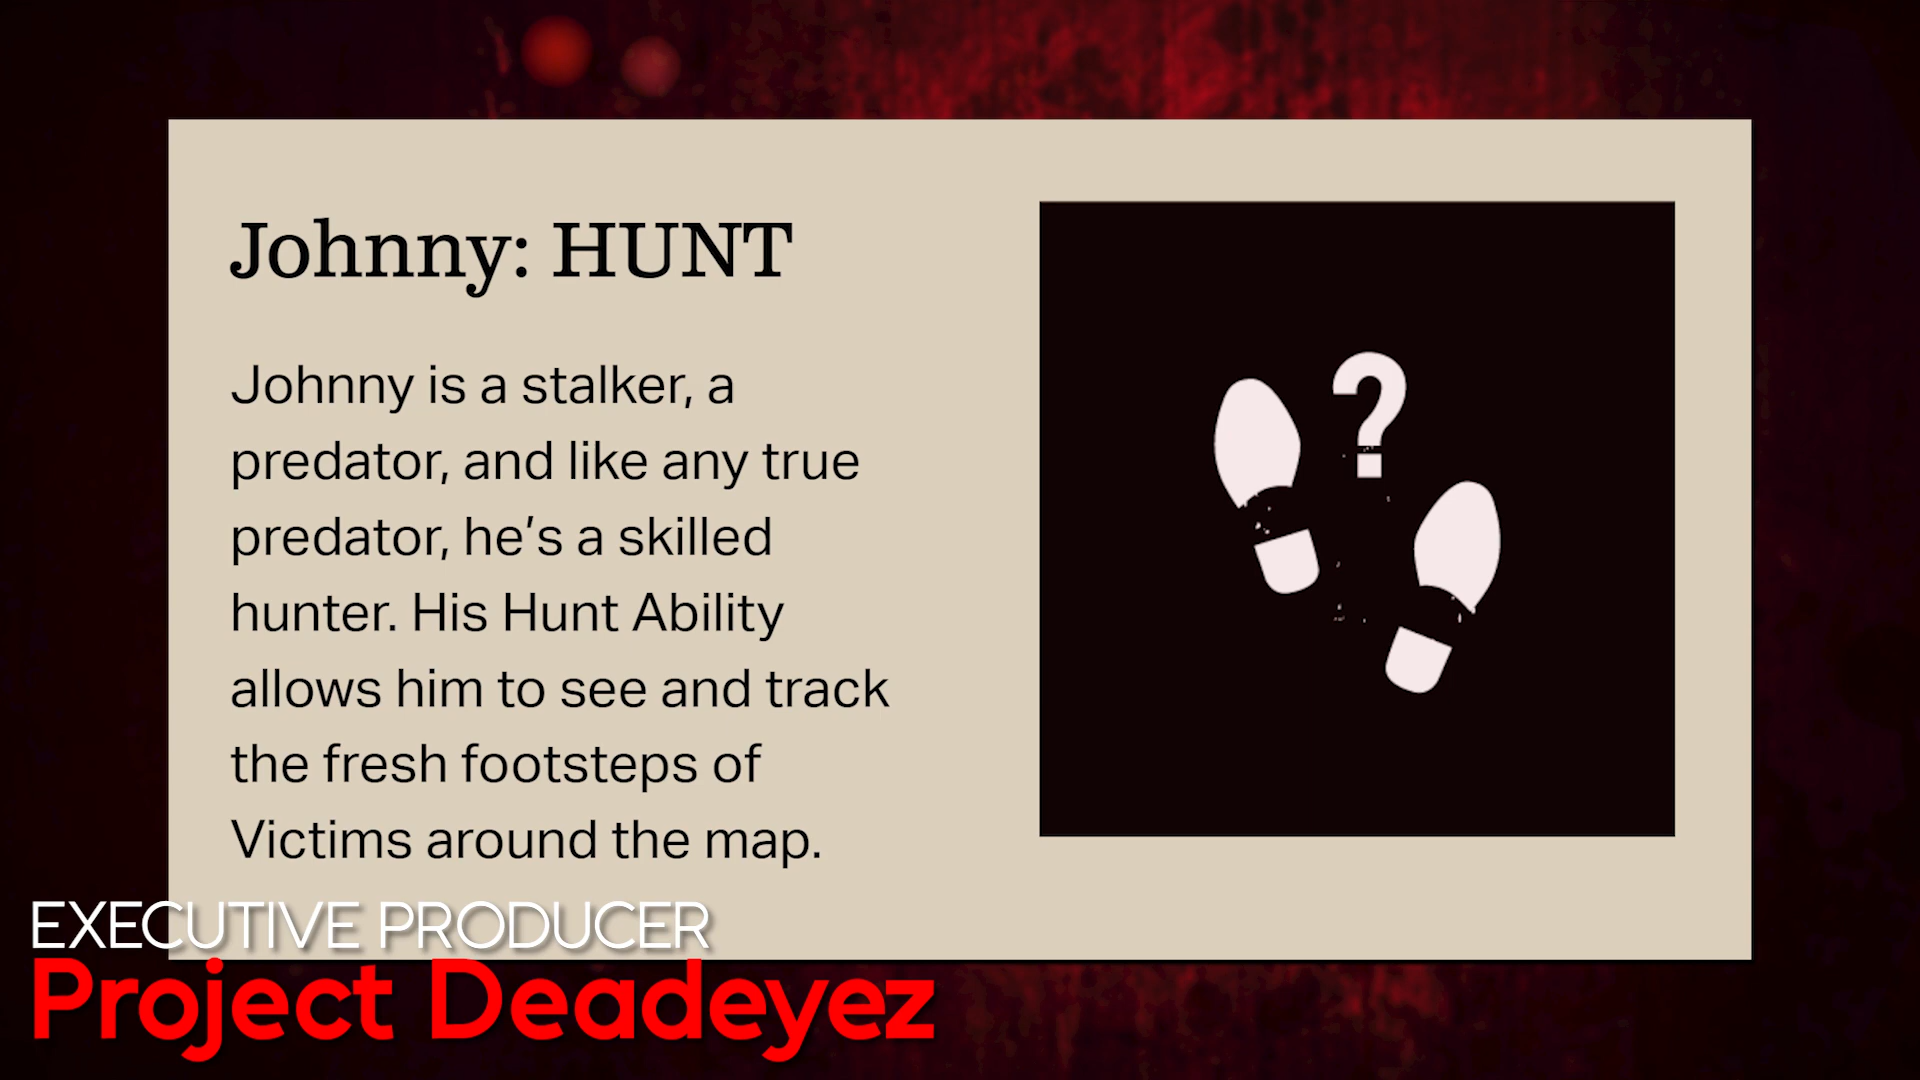 Johnny: HUNT
Johnny is a stalker, a
predator, and like any true
predator, he’s a skilled
hunter. His Hunt Ability
allows him to see and track
the fresh footsteps of
Victims around the map.
?
EXECUTIVE PRODUCER
Project Deadeyez